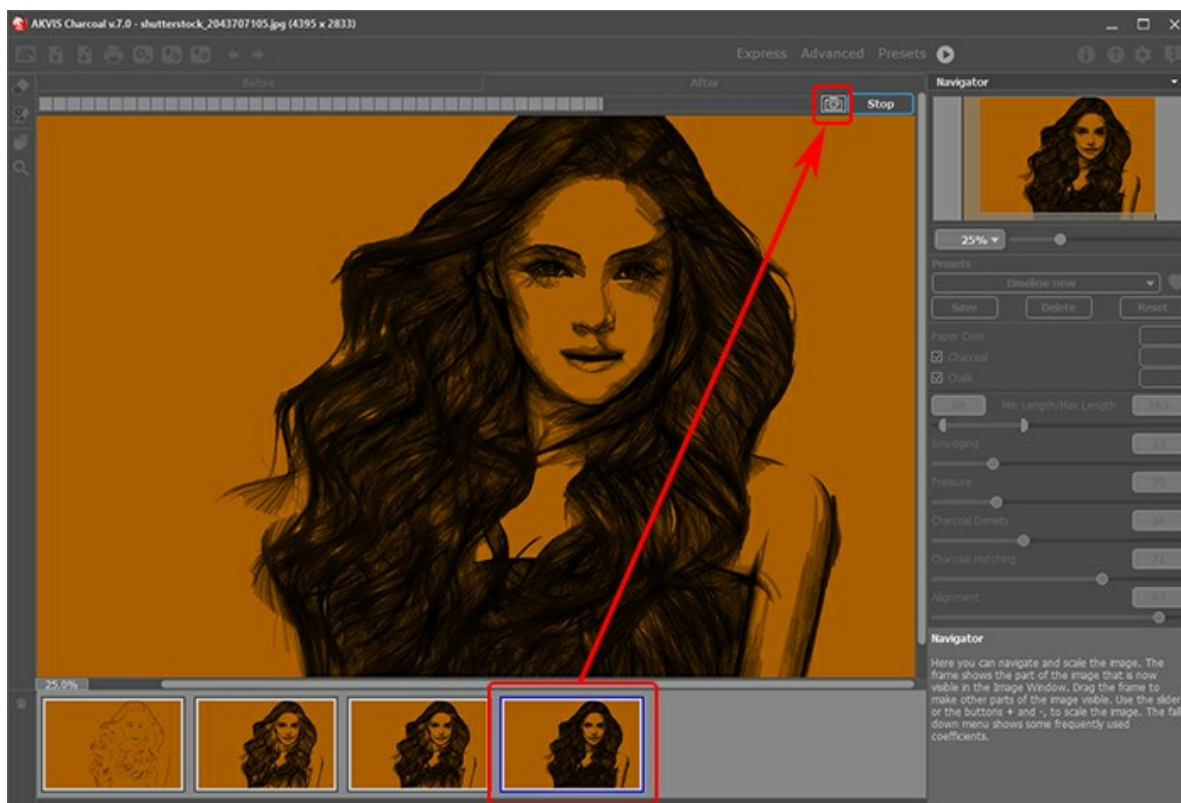 AKVIS Charcoal v.7.0 - shutterstock_2043707105.jpg (4395 x 2833)
Express Advanced Presets
Before
After
Stop
Navigator
25%
Presets
timeline new
Save Delete Reset
Paper Color
Charcoal
Chalk
Min Length/Max Length
Smudging
Pressure 25
Charcoal Density
Charcoal Hatching
Alignment
25.0%
Navigator
Here you can navigate and scale the image. The
frame shows the part of the image that is now
visible in the Image Window. Drag the frame to
make other parts of the image visible. Use the slider
or the buttons + and -, to scale the image. The fall
down menu shows some frequently used
coefficients.